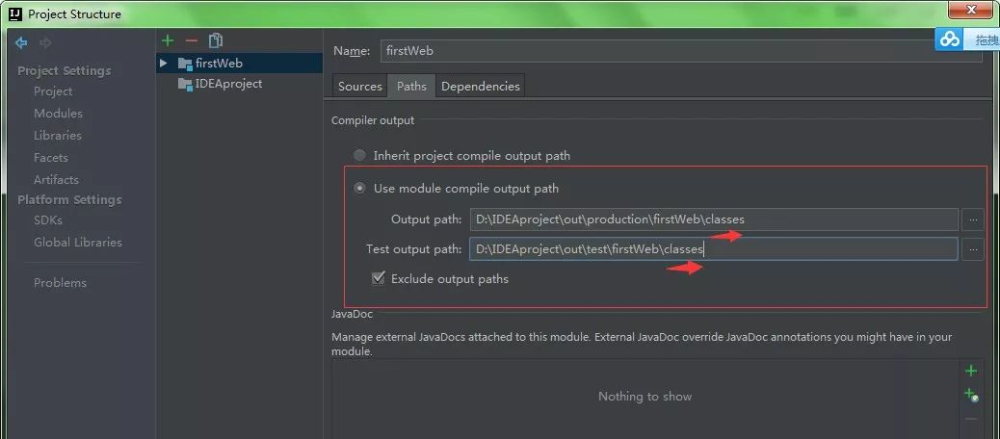 Project Structure
拖拽
Project Settings
Project
Modules
Libraries
Facets
Artifacts
Platform Settings
SDKs
Global Libraries
Problems
firstWeb
IDEAproject
Name: firstWeb
Sources Paths Dependencies
Compiler output
Inherit project compile output path
Use module compile output path
Output path: D:\IDEAproject\out\production\firstWeb\classes ...
Test output path: D:\IDEAproject\out\test\firstWeb\classes ...
Exclude output paths
JavaDoc
Manage external JavaDocs attached to this module. External JavaDoc override JavaDoc annotations you might have in your
module.
Nothing to show